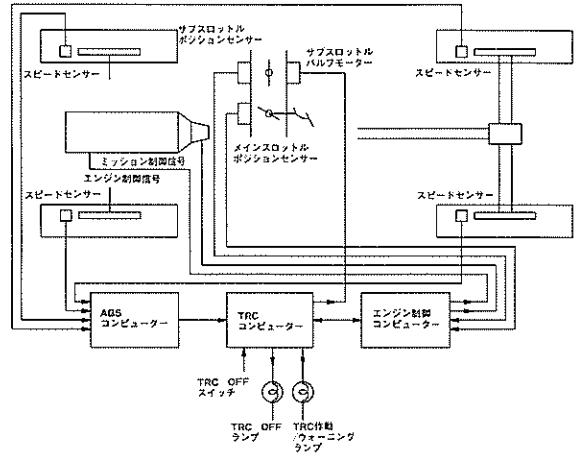 サブスロットル
ポジションセンサー
スピードセンサー
サブスロットル
バルブモーター
スピードセンサー
メインスロットル
ポジションセンサー
ミッション制御信号
エンジン制御信号
スピードセンサー
スピードセンサー
ABS
コンピューター
TRC
コンピューター
エンジン制御
コンピューター
TRC OFF
スイッチ
TRC OFF
ランプ
TRC作動
/ウォーニング
ランプ